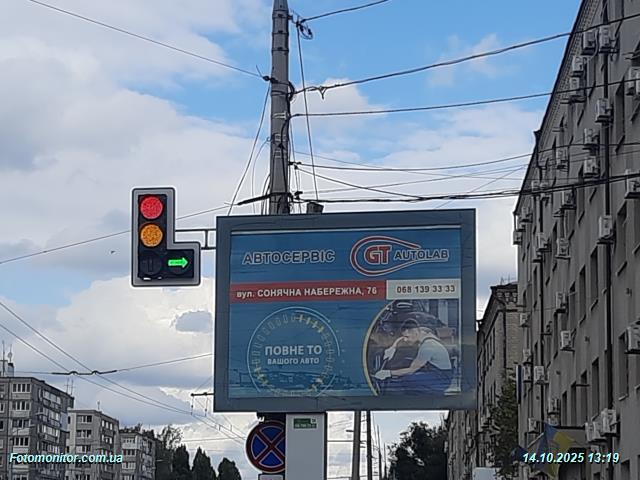 АВТОСЕРВІС
GT AUTOLAB
вул. СОНЯЧНА НАБЕРЕЖНА, 76
068 139 33 33
ПОВНЕ ТО
ВАШОГО АВТО
Fotomonitor.com.ua
14.10.2025 13:19